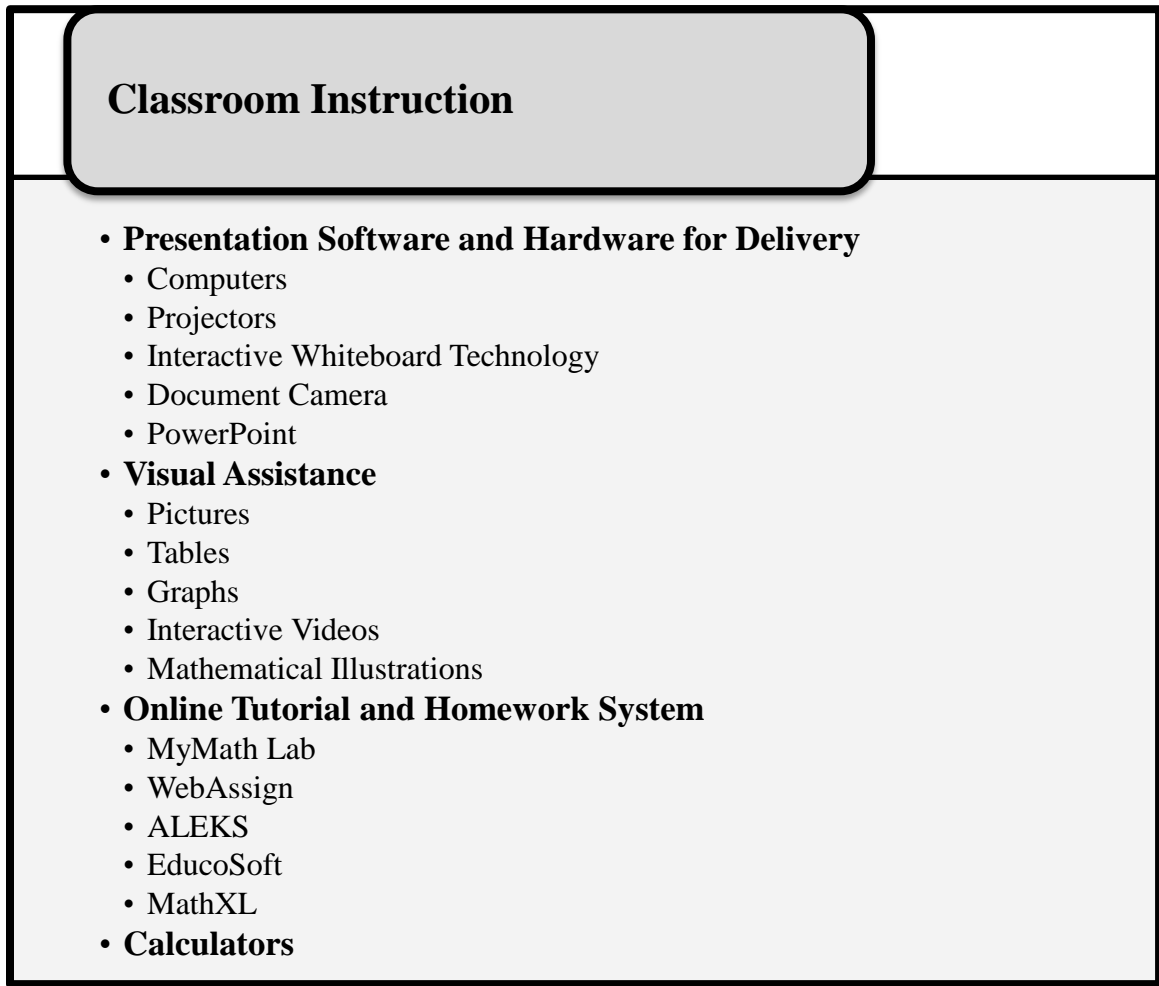 Classroom Instruction
• Presentation Software and Hardware for Delivery
• Computers
• Projectors
• Interactive Whiteboard Technology
• Document Camera
• PowerPoint
• Visual Assistance
• Pictures
• Tables
• Graphs
• Interactive Videos
• Mathematical Illustrations
• Online Tutorial and Homework System
• MyMath Lab
• WebAssign
• ALEKS
• EducoSoft
• MathXL
• Calculators